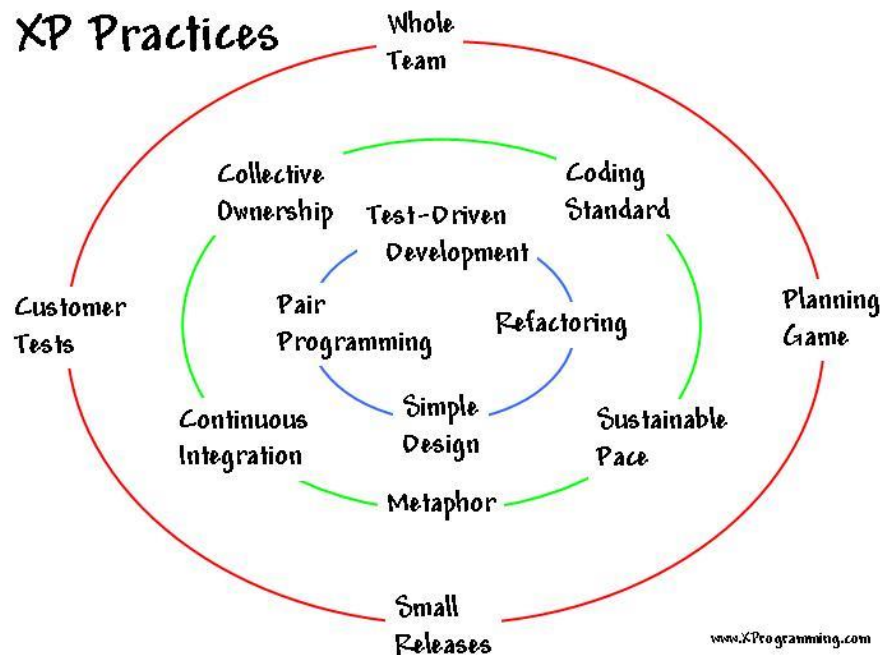 XP Practices
Whole
Team
Collective
Ownership
Coding
Standard
Test-Driven
Development
Customer
Tests
Pair
Programming
Refactoring
Planning
Game
Continuous
Integration
Simple
Design
Sustainable
Pace
Metaphor
Small
Releases
www.XProgramming.com